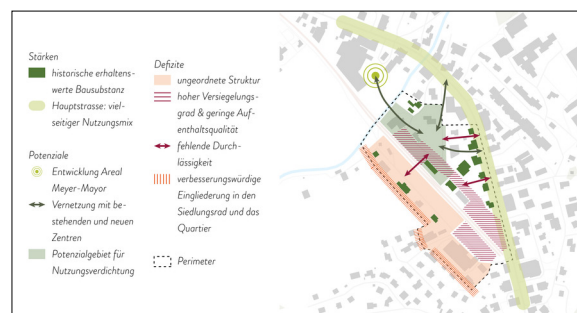 Stärken
historische erhaltens-
werte Bausubstanz
Hauptstrasse: viel-
seitiger Nutzungsmix
Potenziale
Entwicklung Areal
Meyer-Mayor
Vernetzung mit be-
stehenden und neuen
Zentren
Potenzialgebiet für
Nutzungsverdichtung
Defizite
ungeordnete Struktur
hoher Versiegelungs-
grad & geringe Auf-
enthaltsqualität
fehlende Durch-
lässigkeit
verbesserungswürdige
Eingliederung in den
Siedlungsrad und das
Quartier
Perimeter